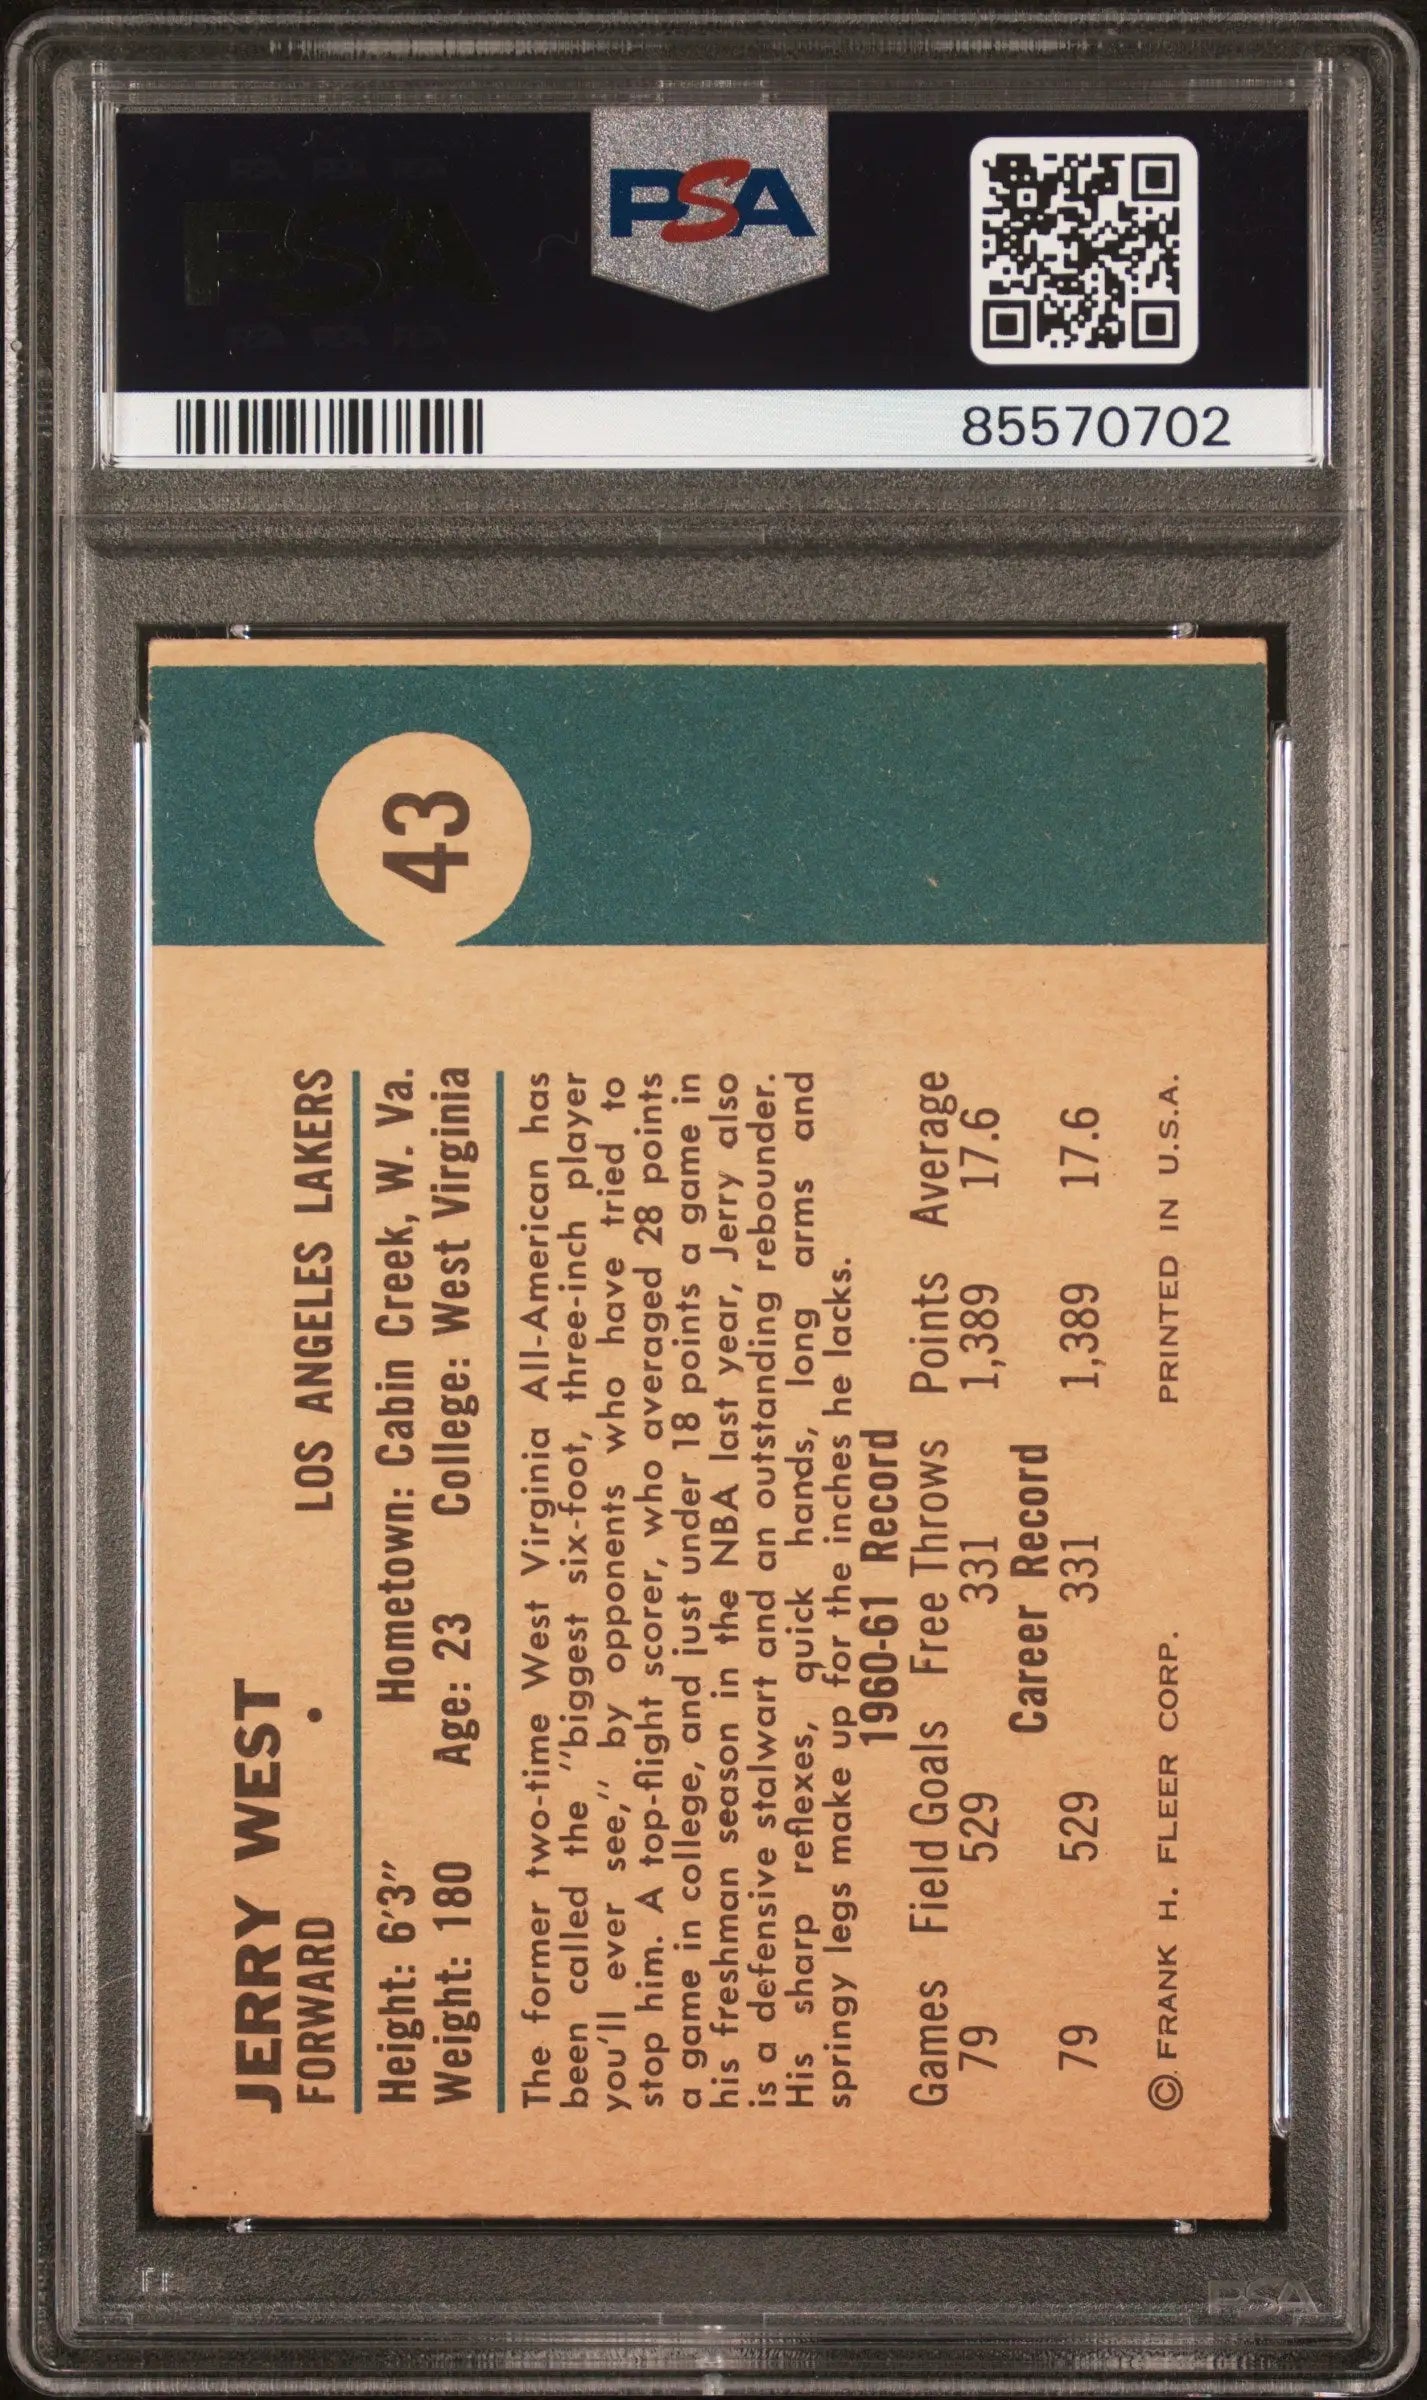 PSA
85570702
43
JERRY WEST
FORWARD • LOS ANGELES LAKERS
Height: 6'3" Hometown: Cabin Creek, W. Va.
Weight: 180 Age: 23 College: West Virginia
The former two-time West Virginia All-American has
been called the "biggest six-foot, three-inch player
you'll ever see," by opponents who have tried to
stop him. A top-flight scorer, who averaged 28 points
a game in college, and just under 18 points a game in
his freshman season in the NBA last year, Jerry also
is a defensive stalwart and an outstanding rebounder.
His sharp reflexes, quick hands, long arms and
springy legs make up for the inches he lacks.
1960-61 Record
Games Field Goals Free Throws Points Average
79 529 331 1,389 17.6
Career Record
79 529 331 1,389 17.6
© FRANK H. FLEER CORP. PRINTED IN U.S.A.
PSA